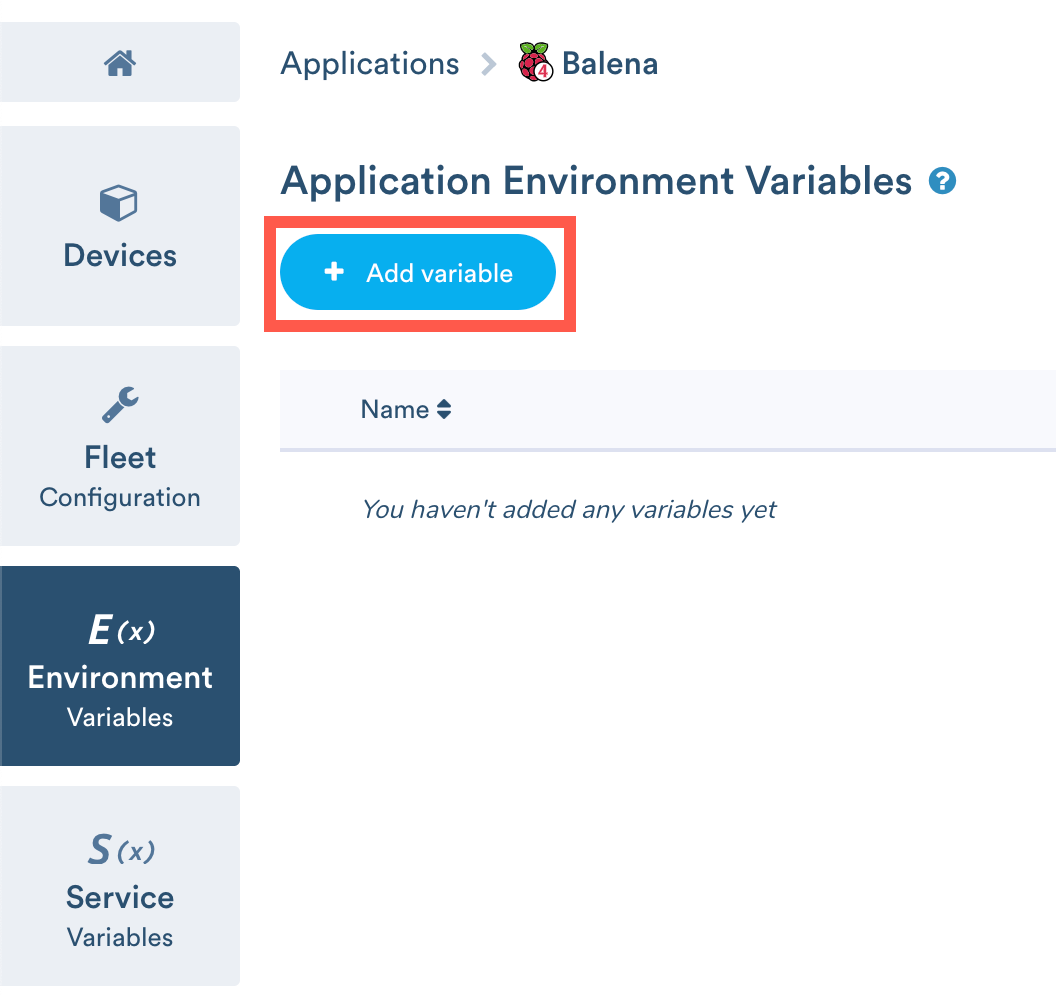 Applications
4
Balena
Devices
Fleet
Configuration
E(x)
Environment
Variables
S(x)
Service
Variables
Application Environment Variables ?
+ Add variable
Name
You haven't added any variables yet